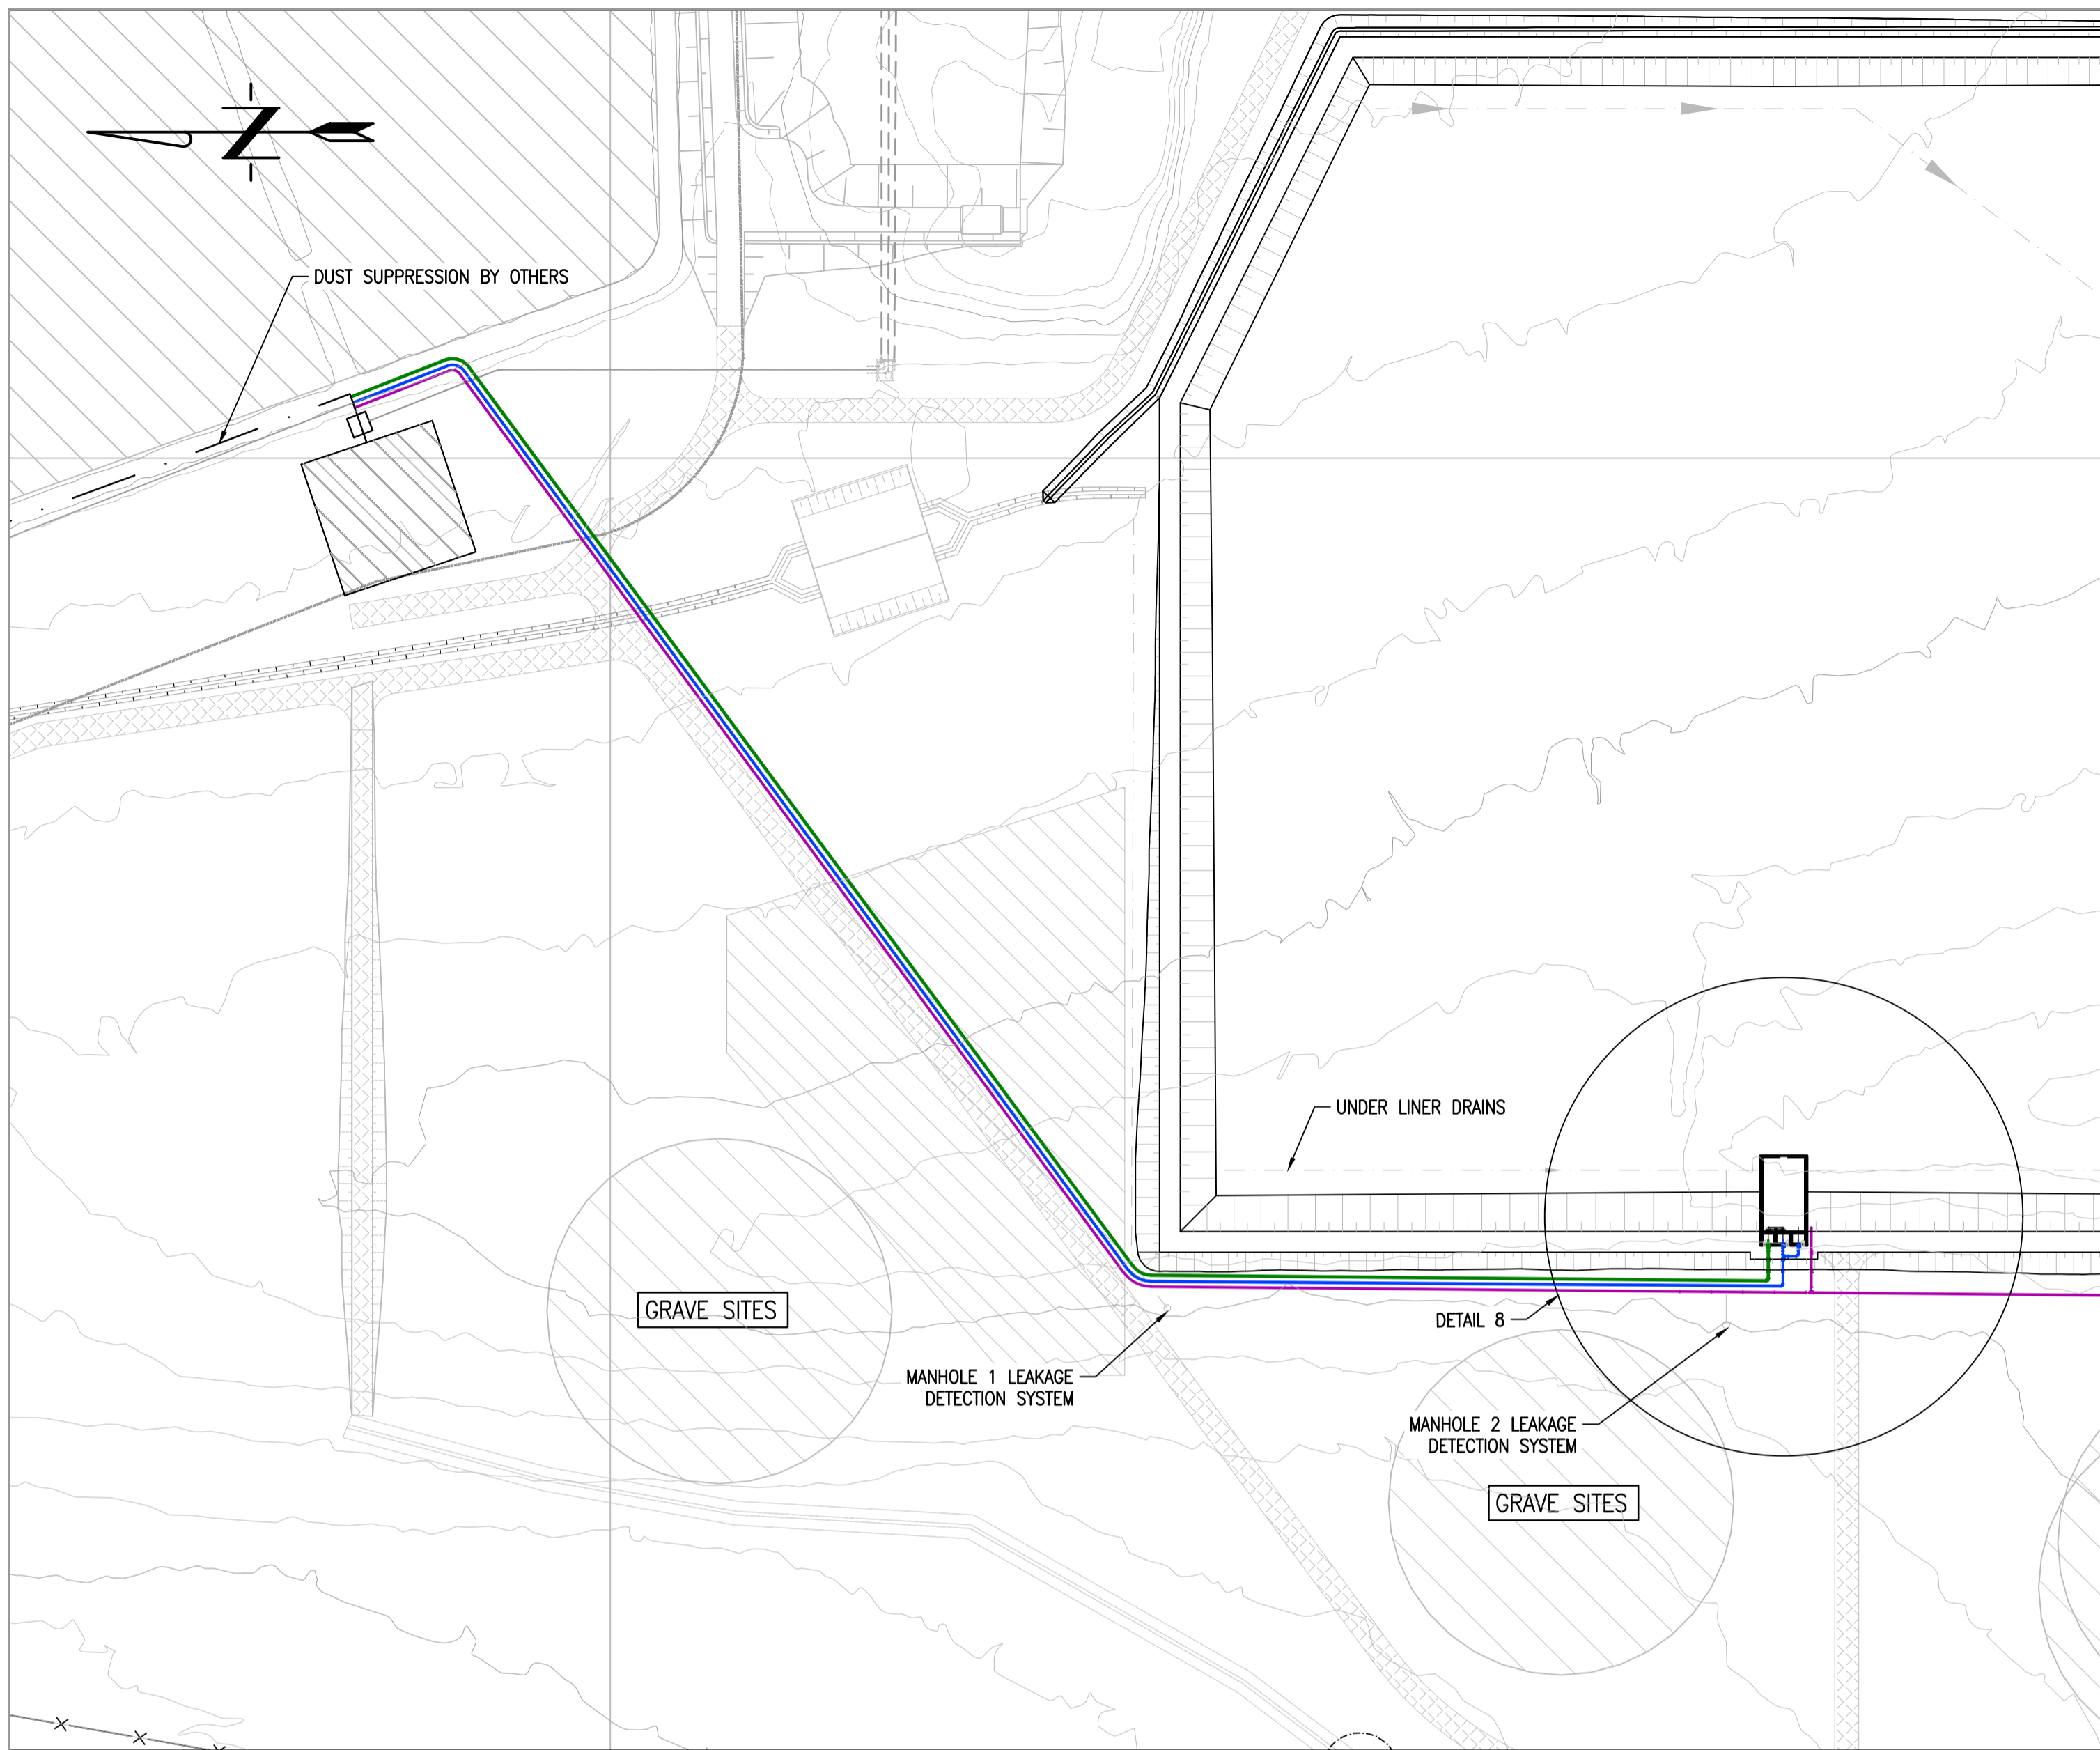 N
DUST SUPPRESSION BY OTHERS
UNDER LINER DRAINS
GRAVE SITES
DETAIL 8
MANHOLE 1 LEAKAGE
DETECTION SYSTEM
MANHOLE 2 LEAKAGE
DETECTION SYSTEM
GRAVE SITES